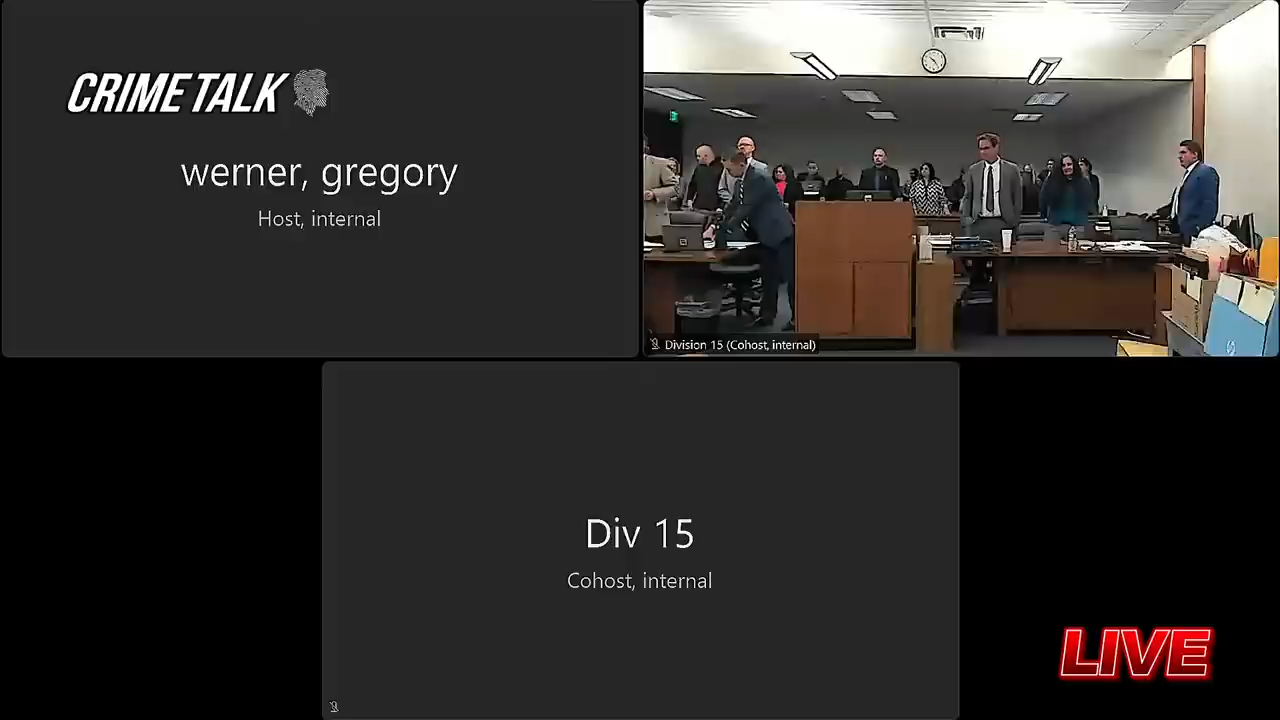 CRIME TALK
werner, gregory
Host, internal
Division 15 (Cohost, internal)
Div 15
Cohost, internal
LIVE